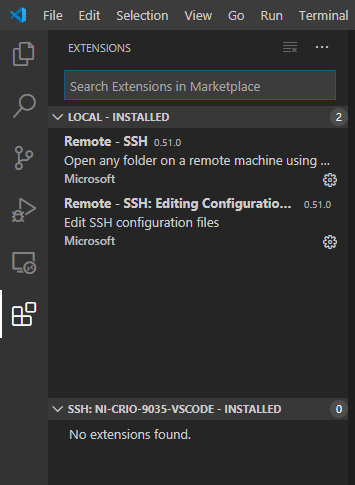 File Edit Selection View Go Run Terminal
EXTENSIONS
Search Extensions in Marketplace
LOCAL - INSTALLED 2
Remote - SSH 0.51.0
Open any folder on a remote machine using ...
Microsoft
Remote - SSH: Editing Configuratio... 0.51.0
Edit SSH configuration files
Microsoft
SSH: NI-CRIO-9035-VSCODE - INSTALLED 0
No extensions found.